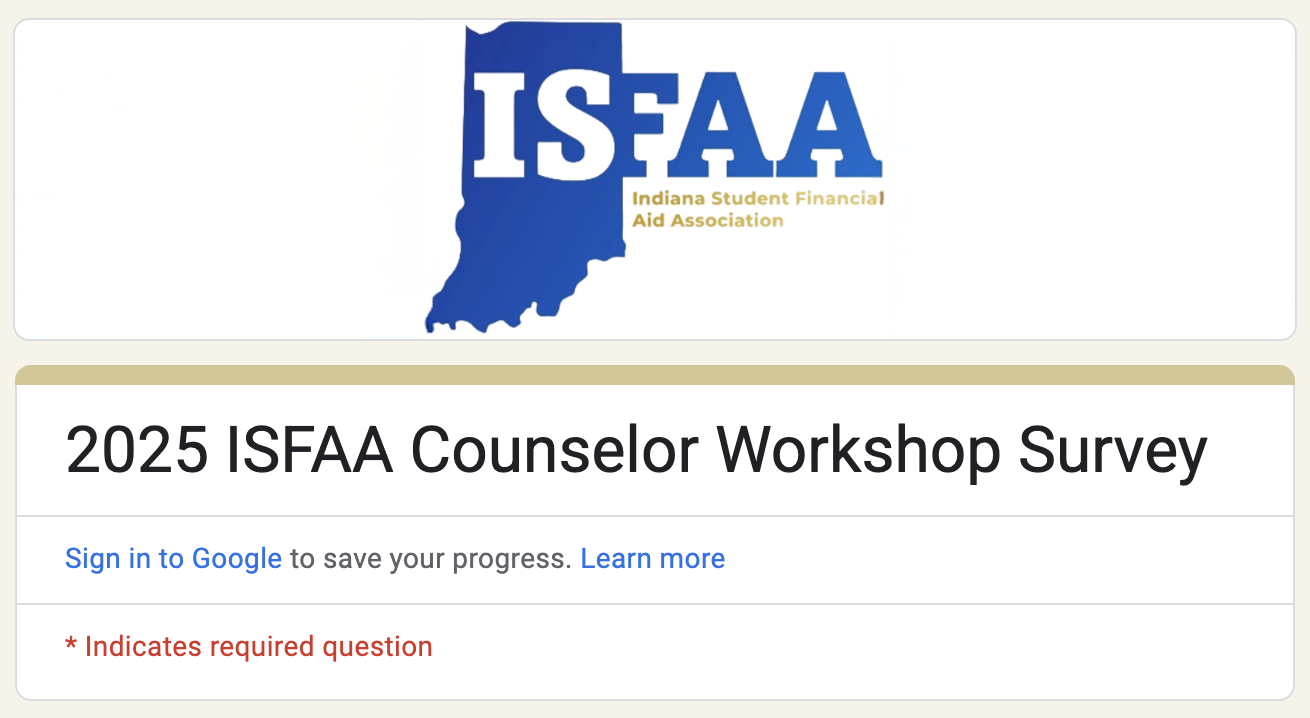 ISFAA
Indiana Student Financial
Aid Association
2025 ISFAA Counselor Workshop Survey
Sign in to Google to save your progress. Learn more
* Indicates required question